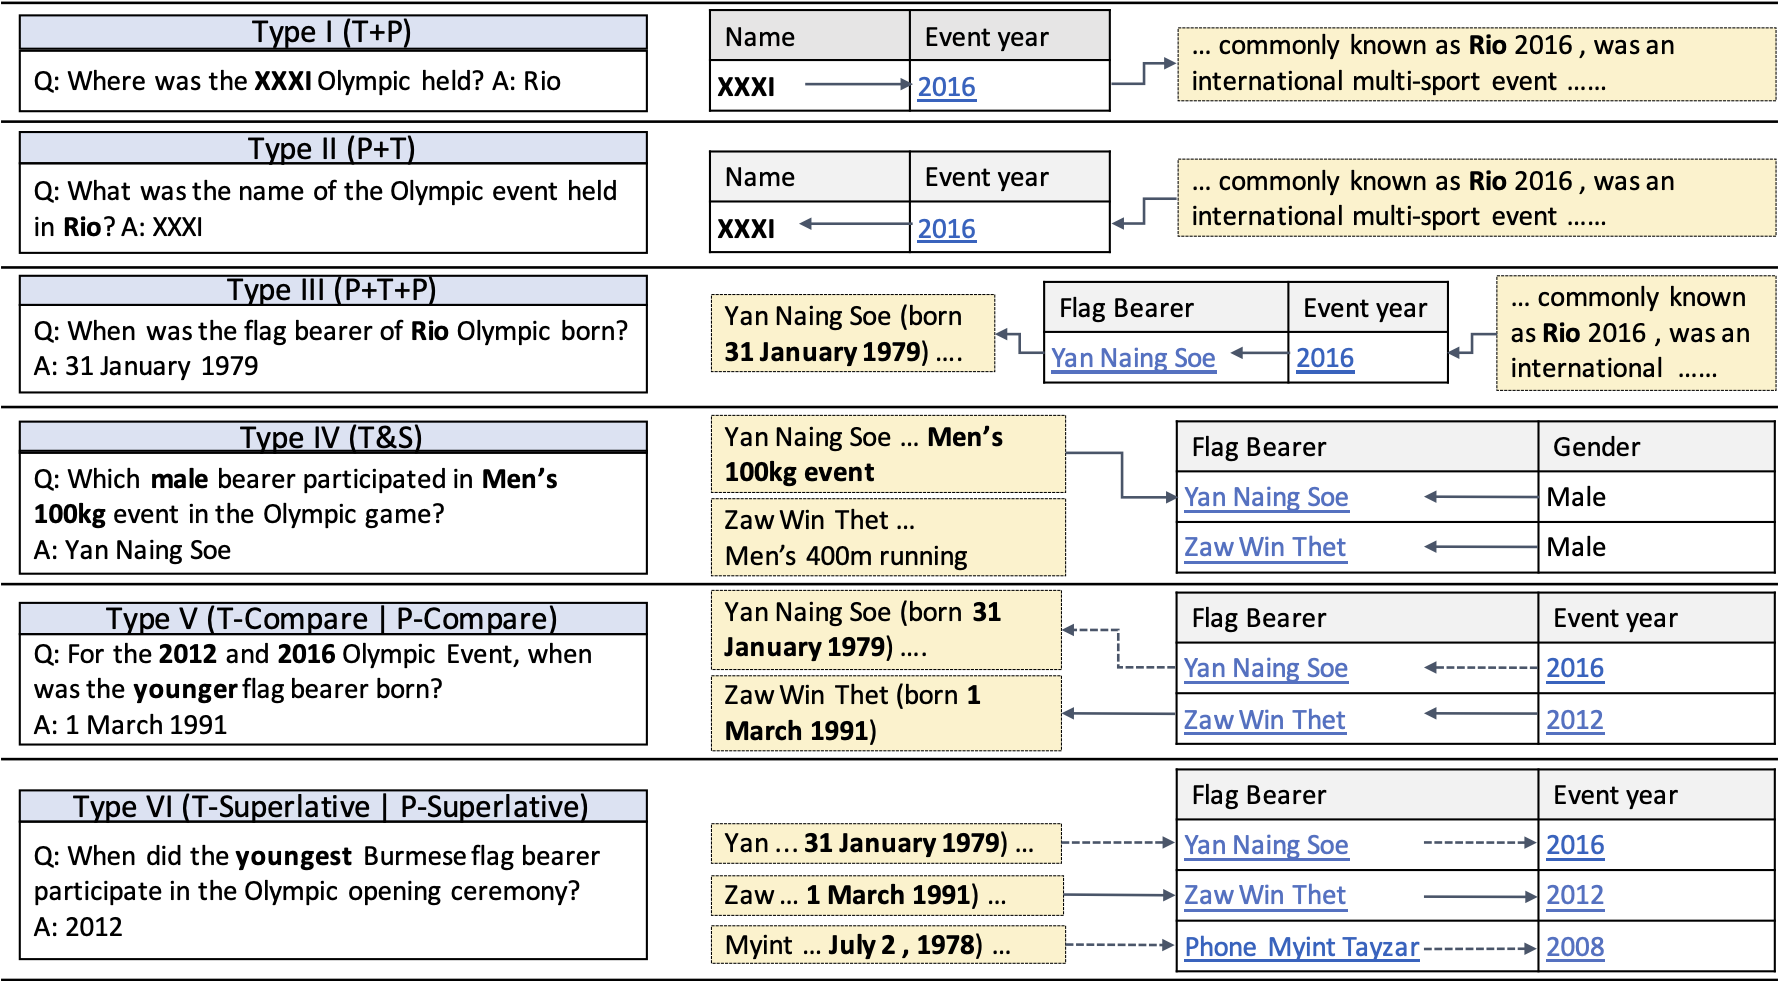 Type I (T+P)
Q: Where was the XXXI Olympic held? A: Rio
Name Event year
XXXI 2016
... commonly known as Rio 2016 , was an
international multi-sport event ......
Type II (P+T)
Q: What was the name of the Olympic event held
in Rio? A: XXXI
Name Event year
XXXI 2016
... commonly known as Rio 2016 , was an
international multi-sport event ......
Type III (P+T+P)
Q: When was the flag bearer of Rio Olympic born?
A: 31 January 1979
Yan Naing Soe (born
31 January 1979) ....
Flag Bearer Event year
Yan Naing Soe 2016
... commonly known
as Rio 2016 , was an
international ......
Type IV (T&S)
Q: Which male bearer participated in Men's
100kg event in the Olympic game?
A: Yan Naing Soe
Yan Naing Soe ... Men's
100kg event
Zaw Win Thet ...
Men's 400m running
Flag Bearer Gender
Yan Naing Soe Male
Zaw Win Thet Male
Type V (T-Compare | P-Compare)
Q: For the 2012 and 2016 Olympic Event, when
was the younger flag bearer born?
A: 1 March 1991
Yan Naing Soe (born 31
January 1979) ....
Zaw Win Thet (born 1
March 1991)
Flag Bearer Event year
Yan Naing Soe 2016
Zaw Win Thet 2012
Type VI (T-Superlative | P-Superlative)
Q: When did the youngest Burmese flag bearer
participate in the Olympic opening ceremony?
A: 2012
Yan ... 31 January 1979) ...
Zaw ... 1 March 1991) ...
Myint ... July 2 , 1978) ...
Flag Bearer Event year
Yan Naing Soe 2016
Zaw Win Thet 2012
Phone Myint Tayzar 2008